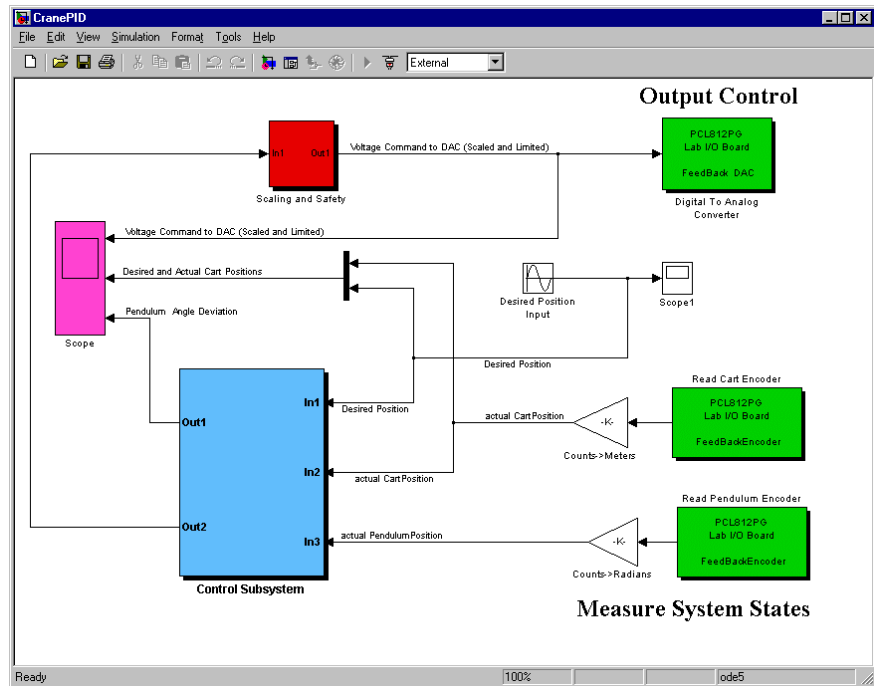 CranePID
File Edit View Simulation Format Tools Help
External
Output Control
PCL812PG
Lab I/O Board
FeedBack DAC
Digital To Analog
Converter
In1
Out1
Voltage Command to DAC (Scaled and Limited)
Scaling and Safety
Voltage Command to DAC (Scaled and Limited)
Desired and Actual Cart Positions
Pendulum Angle Deviation
Scope
Desired Position
Input
Scope1
Desired Position
Read Cart Encoder
PCL812PG
Lab I/O Board
FeedBackEncoder
In1
Desired Position
Out1
actual CartPosition
-K-
Counts->Meters
In2
actual CartPosition
Read Pendulum Encoder
PCL812PG
Lab I/O Board
FeedBackEncoder
Out2
In3
actual PendulumPosition
-K-
Counts->Radians
Control Subsystem
Measure System States
Ready
100%
ode5